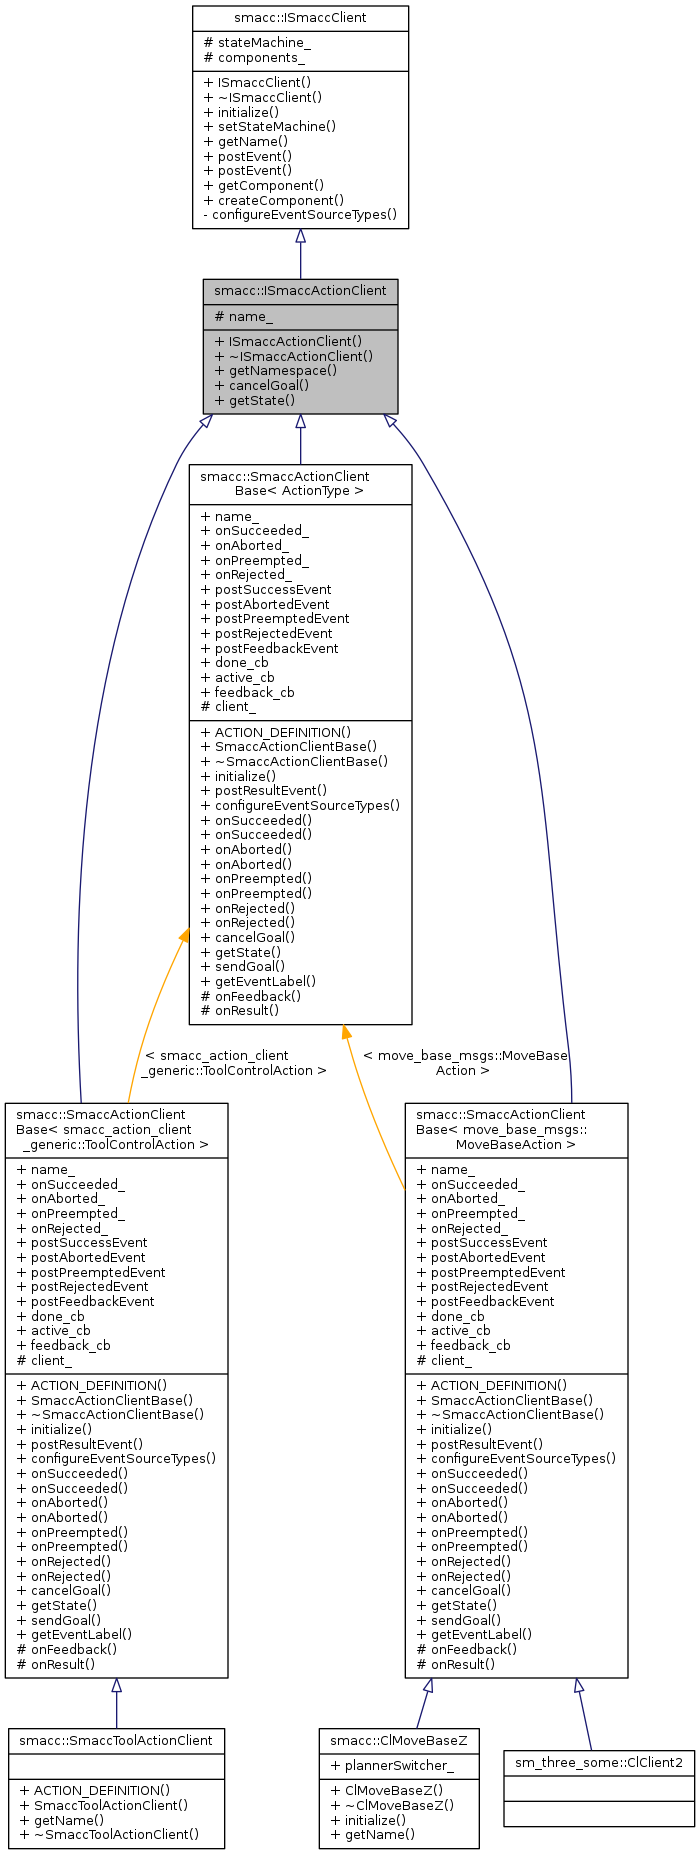 smacc::ISmaccClient
# stateMachine_
# components_
+ ISmaccClient()
+ ~ISmaccClient()
+ initialize()
+ setStateMachine()
+ getName()
+ postEvent()
+ postEvent()
+ getComponent()
+ createComponent()
- configureEventSourceTypes()
smacc::ISmaccActionClient
# name_
+ ISmaccActionClient()
+ ~ISmaccActionClient()
+ getNamespace()
+ cancelGoal()
+ getState()
smacc::SmaccActionClient
Base< ActionType >
+ name_
+ onSucceeded_
+ onAborted_
+ onPreempted_
+ onRejected_
+ postSuccessEvent
+ postAbortedEvent
+ postPreemptedEvent
+ postRejectedEvent
+ postFeedbackEvent
+ done_cb
+ active_cb
+ feedback_cb
# client_
+ ACTION_DEFINITION()
+ SmaccActionClientBase()
+ ~SmaccActionClientBase()
+ initialize()
+ postResultEvent()
+ configureEventSourceTypes()
+ onSucceeded()
+ onSucceeded()
+ onAborted()
+ onAborted()
+ onPreempted()
+ onPreempted()
+ onRejected()
+ onRejected()
+ cancelGoal()
+ getState()
+ sendGoal()
+ getEventLabel()
# onFeedback()
# onResult()
< smacc_action_client
_generic::ToolControlAction >
< move_base_msgs::MoveBase
Action >
smacc::SmaccActionClient
Base< smacc_action_client
_generic::ToolControlAction >
+ name_
+ onSucceeded_
+ onAborted_
+ onPreempted_
+ onRejected_
+ postSuccessEvent
+ postAbortedEvent
+ postPreemptedEvent
+ postRejectedEvent
+ postFeedbackEvent
+ done_cb
+ active_cb
+ feedback_cb
# client_
+ ACTION_DEFINITION()
+ SmaccActionClientBase()
+ ~SmaccActionClientBase()
+ initialize()
+ postResultEvent()
+ configureEventSourceTypes()
+ onSucceeded()
+ onSucceeded()
+ onAborted()
+ onAborted()
+ onPreempted()
+ onPreempted()
+ onRejected()
+ onRejected()
+ cancelGoal()
+ getState()
+ sendGoal()
+ getEventLabel()
# onFeedback()
# onResult()
smacc::SmaccActionClient
Base< move_base_msgs::
MoveBaseAction >
+ name_
+ onSucceeded_
+ onAborted_
+ onPreempted_
+ onRejected_
+ postSuccessEvent
+ postAbortedEvent
+ postPreemptedEvent
+ postRejectedEvent
+ postFeedbackEvent
+ done_cb
+ active_cb
+ feedback_cb
# client_
+ ACTION_DEFINITION()
+ SmaccActionClientBase()
+ ~SmaccActionClientBase()
+ initialize()
+ postResultEvent()
+ configureEventSourceTypes()
+ onSucceeded()
+ onSucceeded()
+ onAborted()
+ onAborted()
+ onPreempted()
+ onPreempted()
+ onRejected()
+ onRejected()
+ cancelGoal()
+ getState()
+ sendGoal()
+ getEventLabel()
# onFeedback()
# onResult()
smacc::SmaccToolActionClient
+ ACTION_DEFINITION()
+ SmaccToolActionClient()
+ getName()
+ ~SmaccToolActionClient()
smacc::ClMoveBaseZ
+ plannerSwitcher_
+ ClMoveBaseZ()
+ ~ClMoveBaseZ()
+ initialize()
+ getName()
sm_three_some::ClClient2